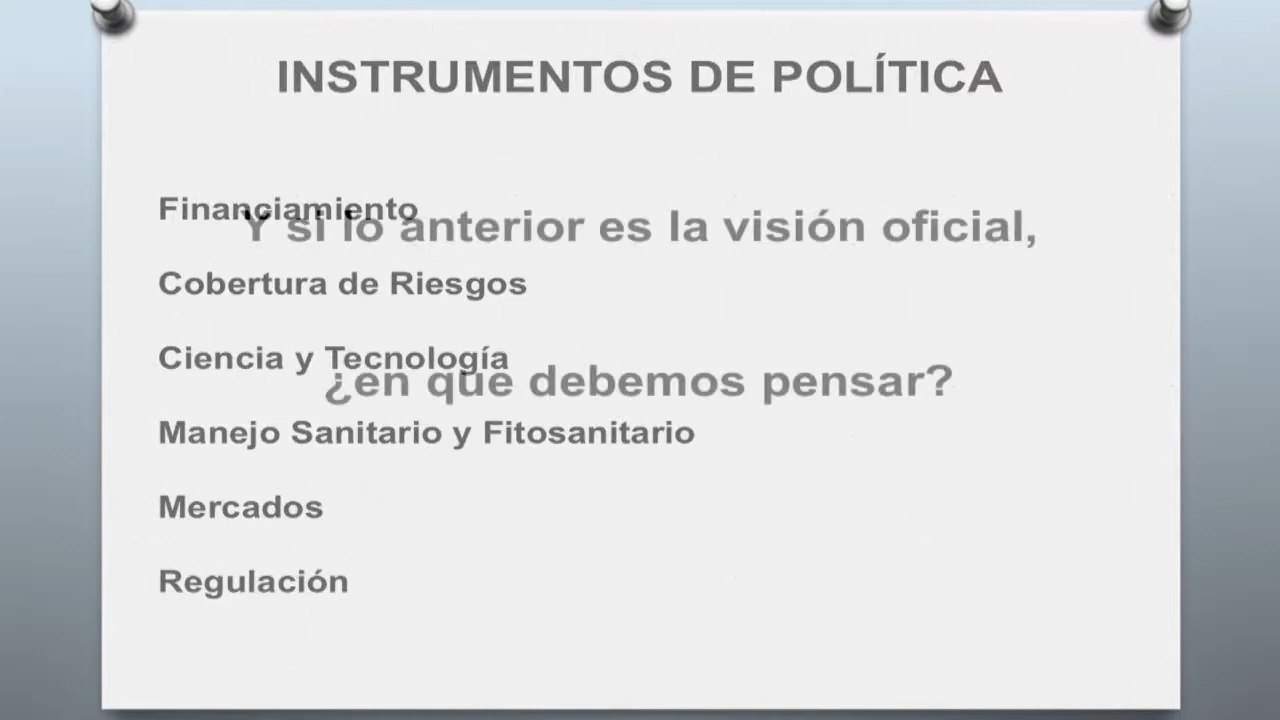 INSTRUMENTOS DE POLÍTICA
Financiamiento
Y si lo anterior es la visión oficial,
Cobertura de Riesgos
Ciencia y Tecnología
¿en que debemos pensar?
Manejo Sanitario y Fitosanitario
Mercados
Regulación